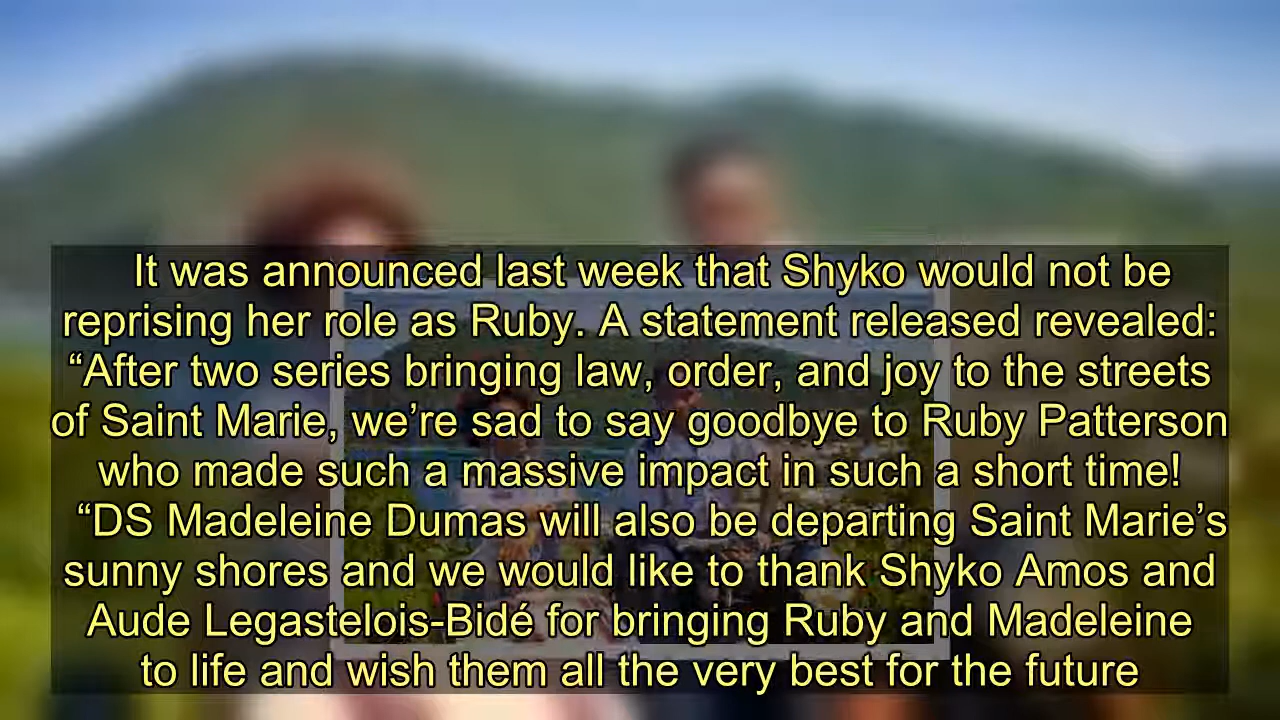 It was announced last week that Shyko would not be
reprising her role as Ruby. A statement released revealed:
“After two series bringing law, order, and joy to the streets
of Saint Marie, we’re sad to say goodbye to Ruby Patterson
who made such a massive impact in such a short time!
“DS Madeleine Dumas will also be departing Saint Marie’s
sunny shores and we would like to thank Shyko Amos and
Aude Legastelois-Bidé for bringing Ruby and Madeleine
to life and wish them all the very best for the future